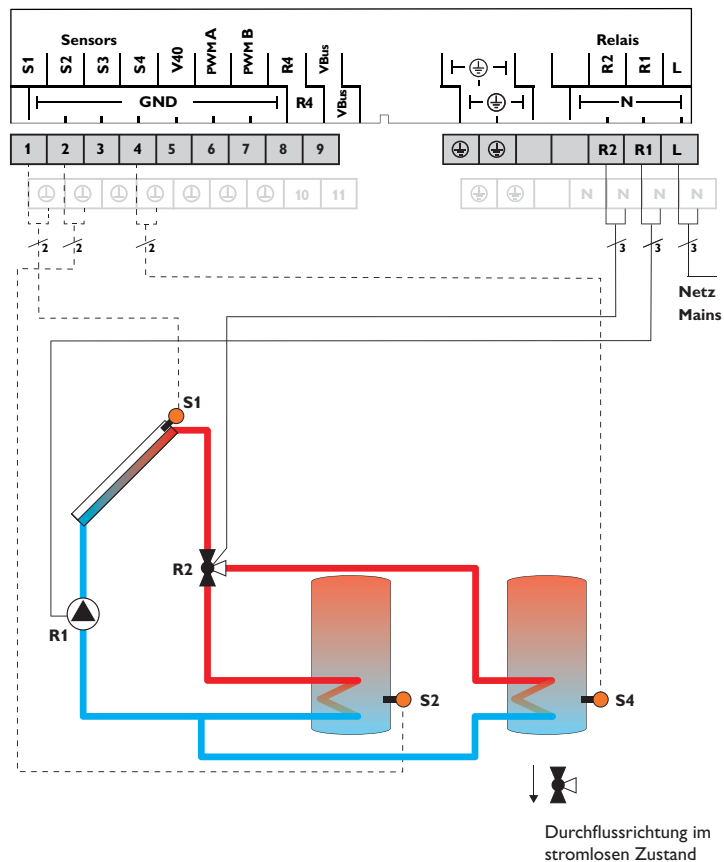 Sensors
Relais
S1 S2 S3 S4 V40 PWM A PWM B R4 VBus
R2 R1 L
GND R4 VBus
N
1 2 3 4 5 6 7 8 9
R2 R1 L
10 11
N N N N
2 2 2
3 3 3
Netz
Mains
S1
R2
R1
S2
S4
Durchflussrichtung im
stromlosen Zustand